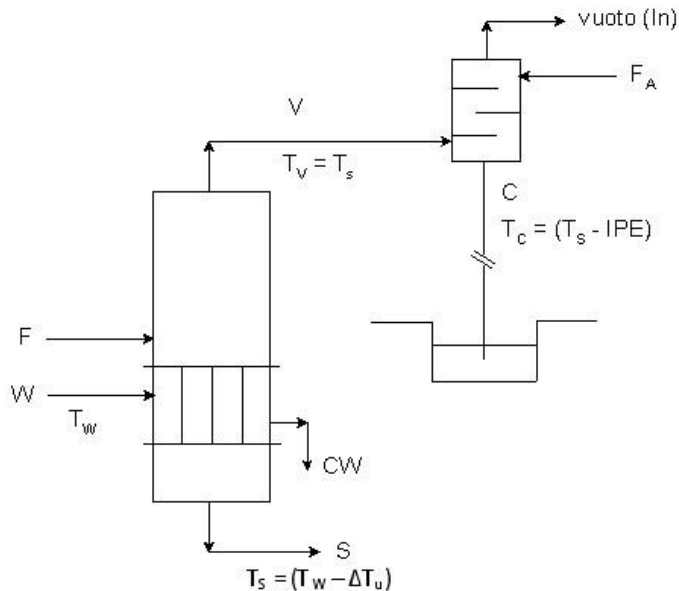 vuoto (In)
F_A
V
T_V = T_s
C
T_c = (T_s - IPE)
F
W
T_W
CW
S
T_S = (T_W – ΔT_u)